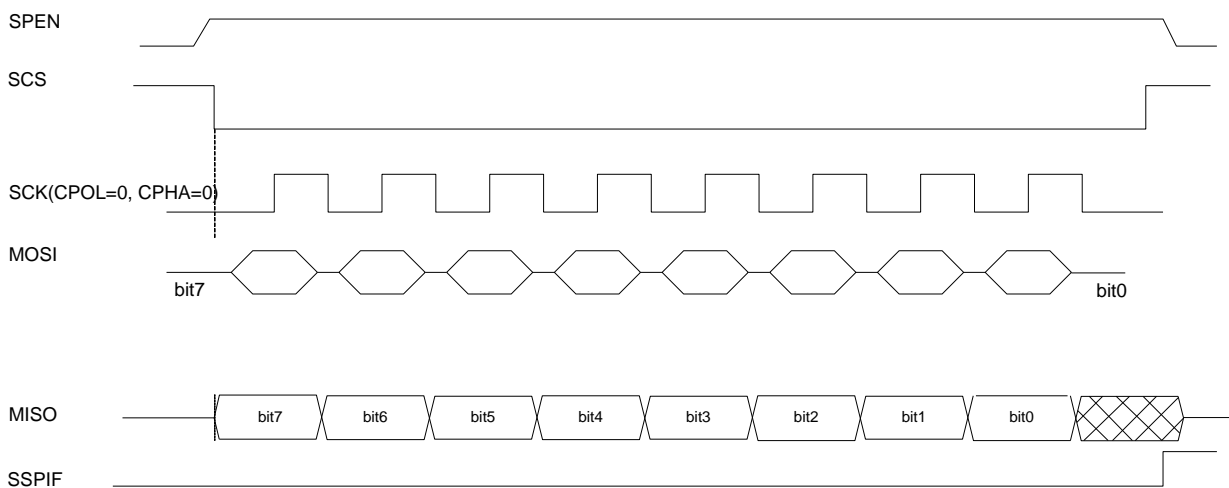 SPEN
SCS
SCK(CPOL=0, CPHA=0)
MOSI
bit7 bit0
MISO bit7 bit6 bit5 bit4 bit3 bit2 bit1 bit0
SSPIF